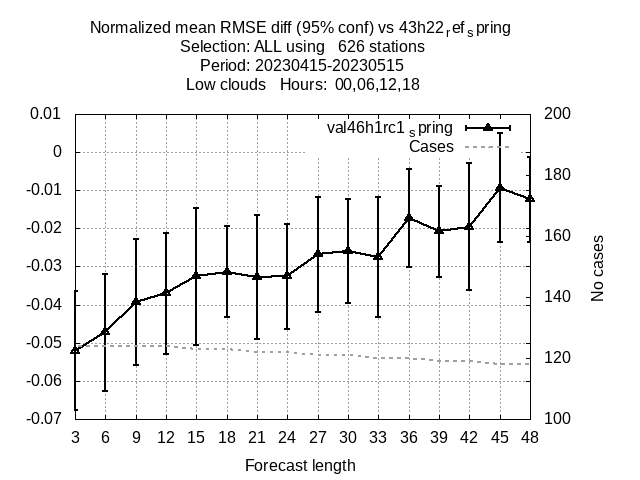 Normalized mean RMSE diff (95% conf) vs 43h22refspring
Selection: ALL using 626 stations
Period: 20230415-20230515
Low clouds Hours: 00,06,12,18
0.01 200
val46h1rc1spring
Cases
0
-0.01
-0.02
-0.03
-0.04
-0.05
-0.06
-0.07
180
160
140
120
100
No cases
3 6 9 12 15 18 21 24 27 30 33 36 39 42 45 48
Forecast length